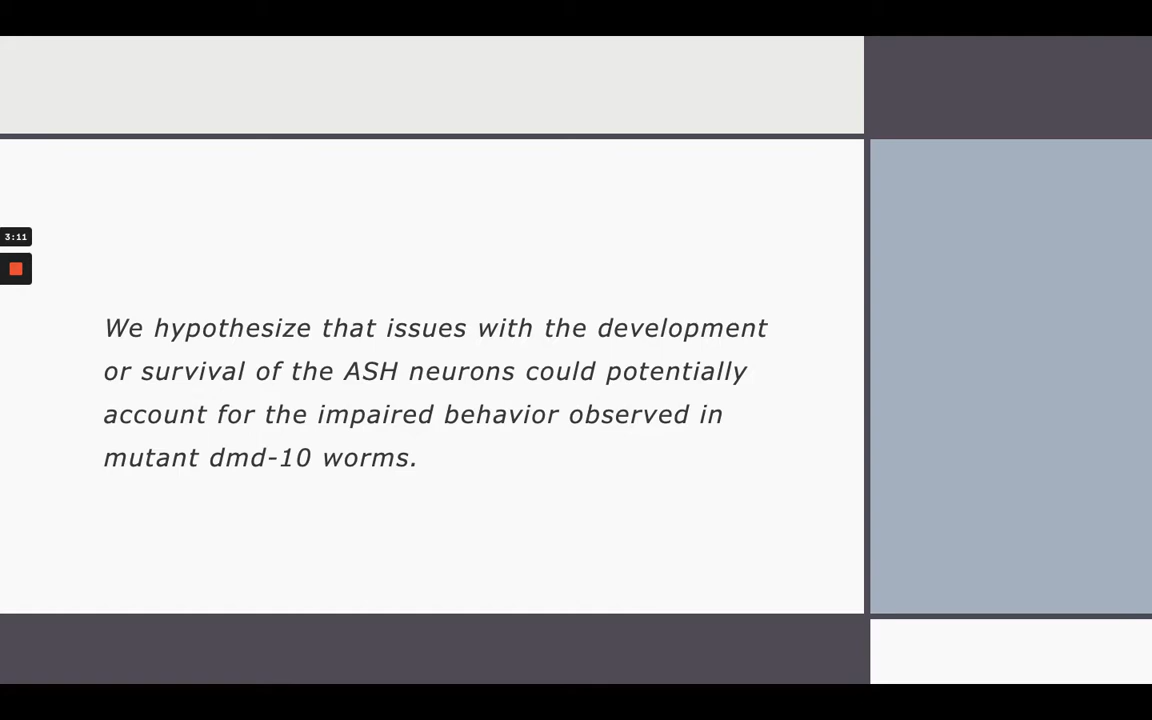 3:11
We hypothesize that issues with the development
or survival of the ASH neurons could potentially
account for the impaired behavior observed in
mutant dmd-10 worms.